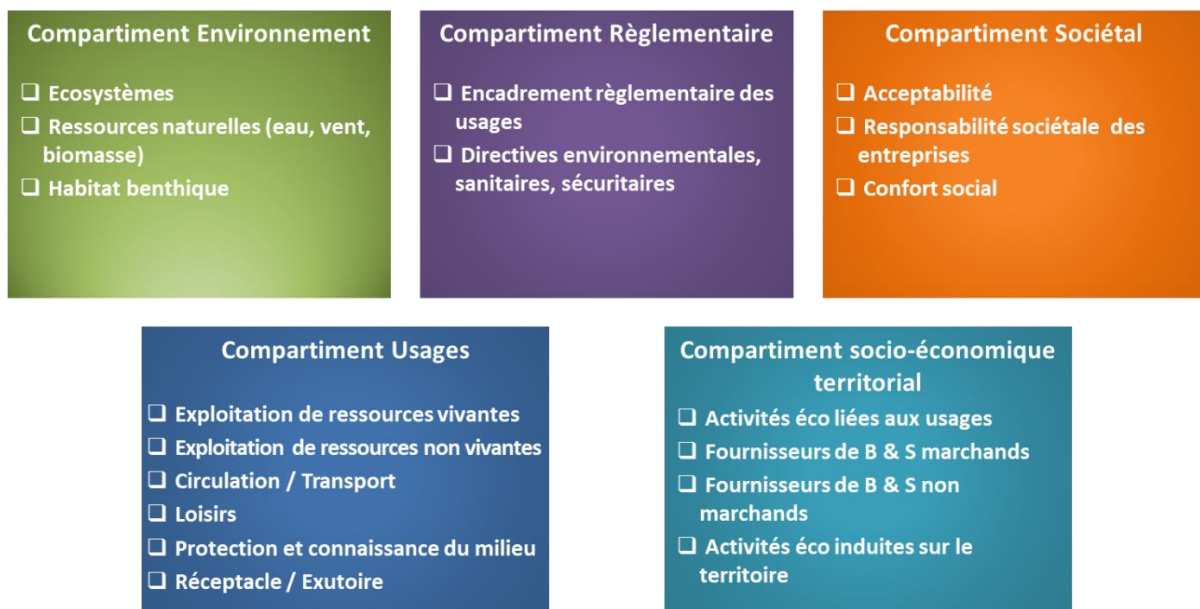 Compartiment Environnement
❑ Ecosystèmes
❑ Ressources naturelles (eau, vent,
biomasse)
❑ Habitat benthique
Compartiment Règlementaire
❑ Encadrement règlementaire des
usages
❑ Directives environnementales,
sanitaires, sécuritaires
Compartiment Sociétal
❑ Acceptabilité
❑ Responsabilité sociétale des
entreprises
❑ Confort social
Compartiment Usages
❑ Exploitation de ressources vivantes
❑ Exploitation de ressources non vivantes
❑ Circulation / Transport
❑ Loisirs
❑ Protection et connaissance du milieu
❑ Réceptacle / Exutoire
Compartiment socio-économique
territorial
❑ Activités éco liées aux usages
❑ Fournisseurs de B & S marchands
❑ Fournisseurs de B & S non
marchands
❑ Activités éco induites sur le
territoire